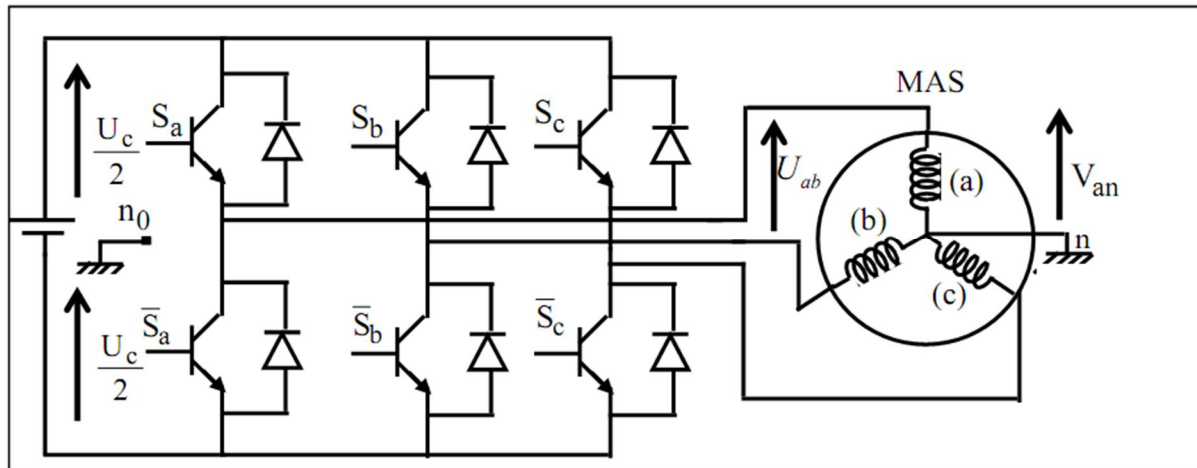 MAS
U_c
2
S_a
S_b
S_c
U_ab
(a)
V_an
n_0
(b)
n
(c)
U_c
2
S̅_a
S̅_b
S̅_c